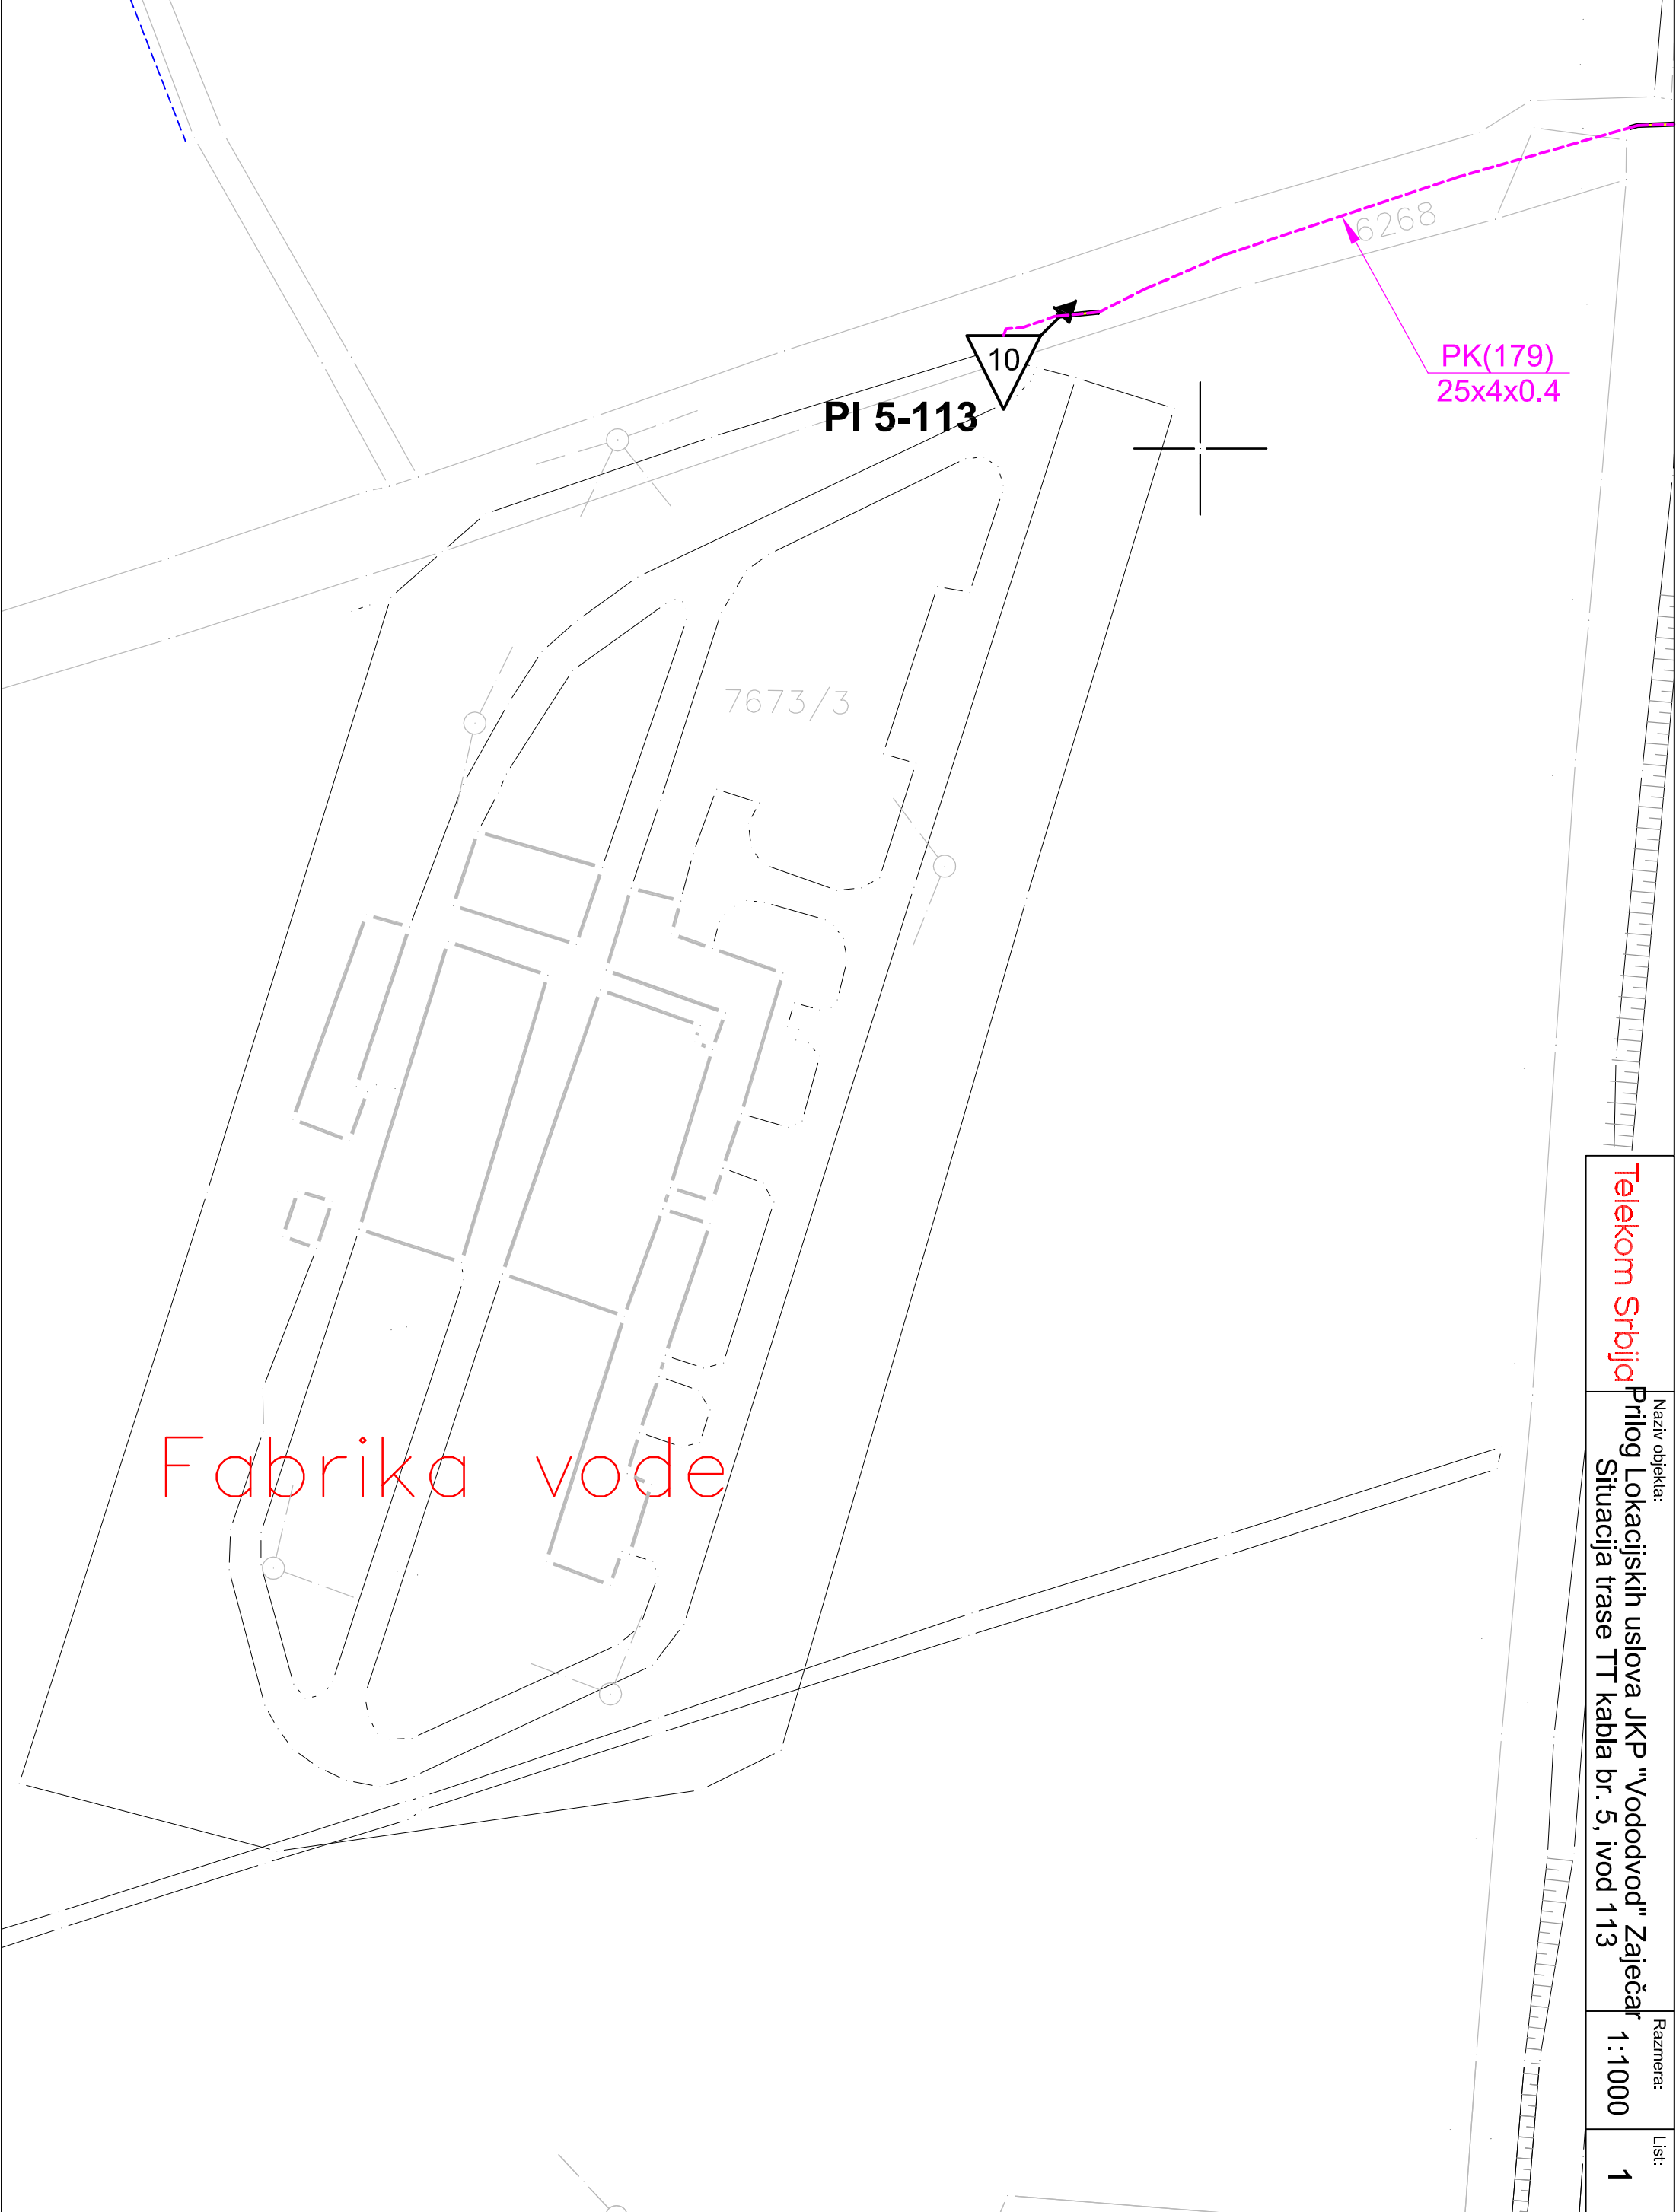 6268
PK(179)
25x4x0.4
10
PI 5-113
7673/3
Fabrika vode
Telekom Srbija
Naziv objekta:
Prilog Lokacijskih uslova JKP "Vododvod" Zaječar
Situacija trase TT kabla br. 5, ivod 113
Razmera:
1:1000
List:
1